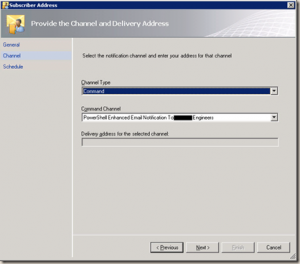 Subscriber Address
Provide the Channel and Delivery Address
General
Channel
Schedule
Select the notification channel and enter your address for that channel
Channel Type
Command
Command Channel
PowerShell Enhanced Email Notification To Engineers
Delivery address for the selected channel:
< Previous
Next >
Finish
Cancel